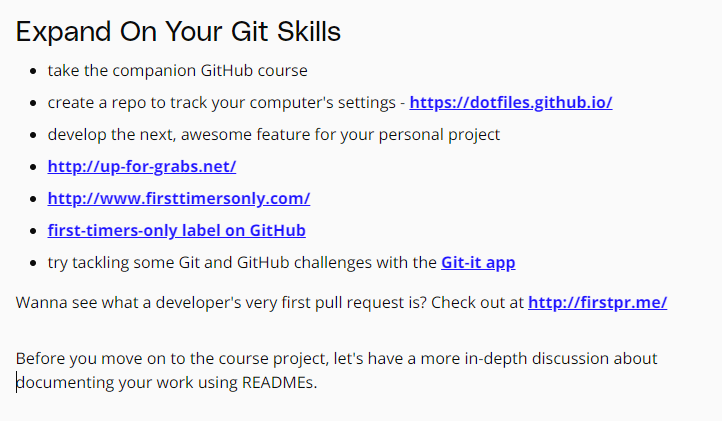 Expand On Your Git Skills
take the companion GitHub course
create a repo to track your computer's settings - https://dotfiles.github.io/
develop the next, awesome feature for your personal project
http://up-for-grabs.net/
http://www.firsttimersonly.com/
first-timers-only label on GitHub
try tackling some Git and GitHub challenges with the Git-it app
Wanna see what a developer's very first pull request is? Check out at http://firstpr.me/
Before you move on to the course project, let's have a more in-depth discussion about
documenting your work using READMEs.